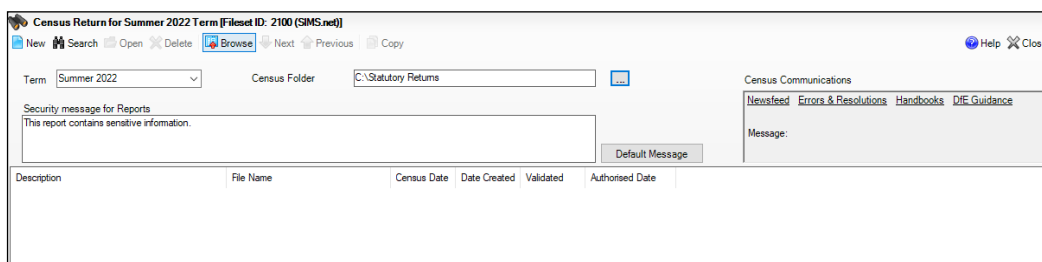 Census Return for Summer 2022 Term [Fileset ID: 2100 (SIMS.net)]
New Search Open Delete Browse Next Previous Copy Help Clos
Term Summer 2022 Census Folder C:\Statutory Returns ... Census Communications
Newsfeed Errors & Resolutions Handbooks DfE Guidance
Security message for Reports
This report contains sensitive information.
Message:
Default Message
Description File Name Census Date Date Created Validated Authorised Date